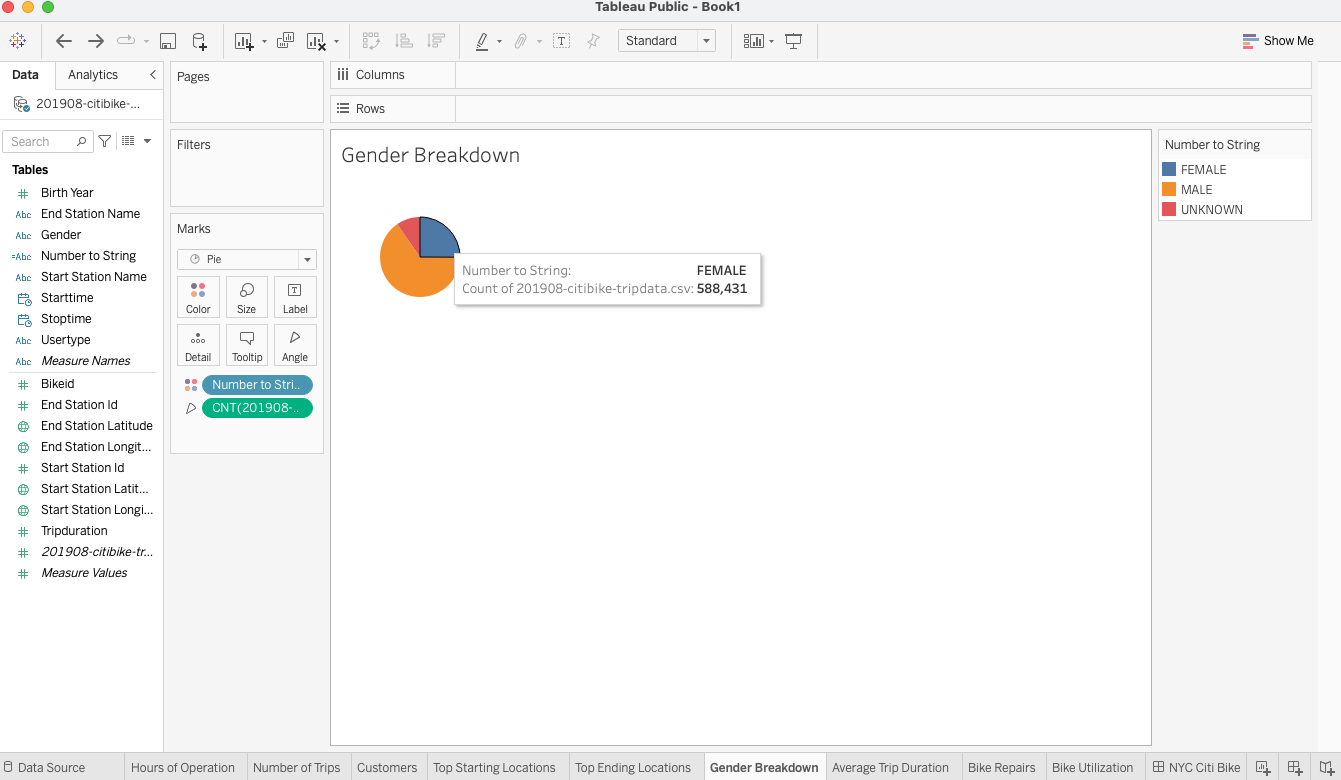 Tableau Public - Book1
Standard
Show Me
Data
Analytics
201908-citibike-...
Search
Tables
Birth Year
Abc End Station Name
Abc Gender
=Abc Number to String
Abc Start Station Name
Starttime
Stoptime
Abc Usertype
Abc Measure Names
Bikeid
End Station Id
End Station Latitude
End Station Longit...
Start Station Id
Start Station Latit...
Start Station Longi...
Tripduration
201908-citibike-tr...
Measure Values
Pages
Filters
Marks
Pie
Color Size Label
Detail Tooltip Angle
Number to Stri..
CNT(201908-..
Columns
Rows
Gender Breakdown
Number to String: FEMALE
Count of 201908-citibike-tripdata.csv: 588,431
Number to String
FEMALE
MALE
UNKNOWN
Data Source Hours of Operation Number of Trips Customers Top Starting Locations Top Ending Locations Gender Breakdown Average Trip Duration Bike Repairs Bike Utilization NYC Citi Bike